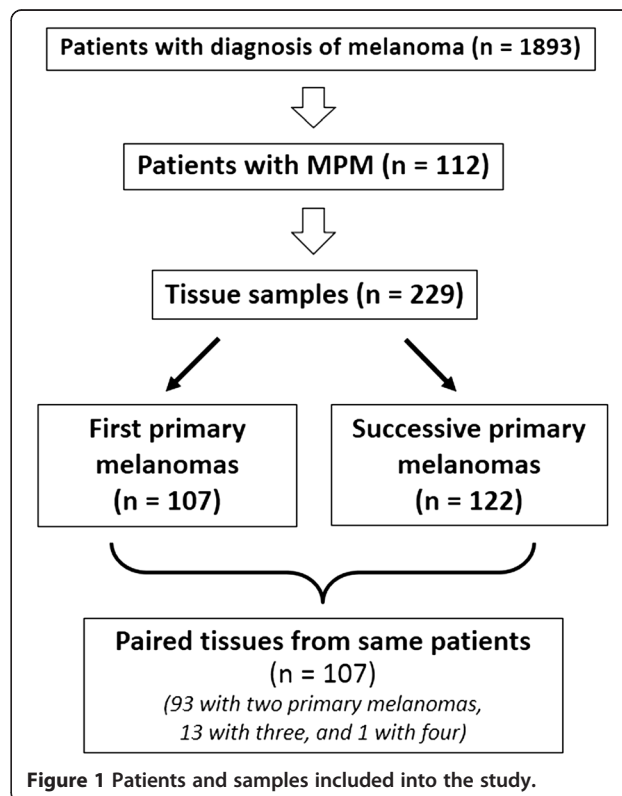 Patients with diagnosis of melanoma (n = 1893)
Patients with MPM (n = 112)
Tissue samples (n = 229)
First primary
melanomas
(n = 107)
Successive primary
melanomas
(n = 122)
Paired tissues from same patients
(n = 107)
(93 with two primary melanomas,
13 with three, and 1 with four)
Figure 1 Patients and samples included into the study.